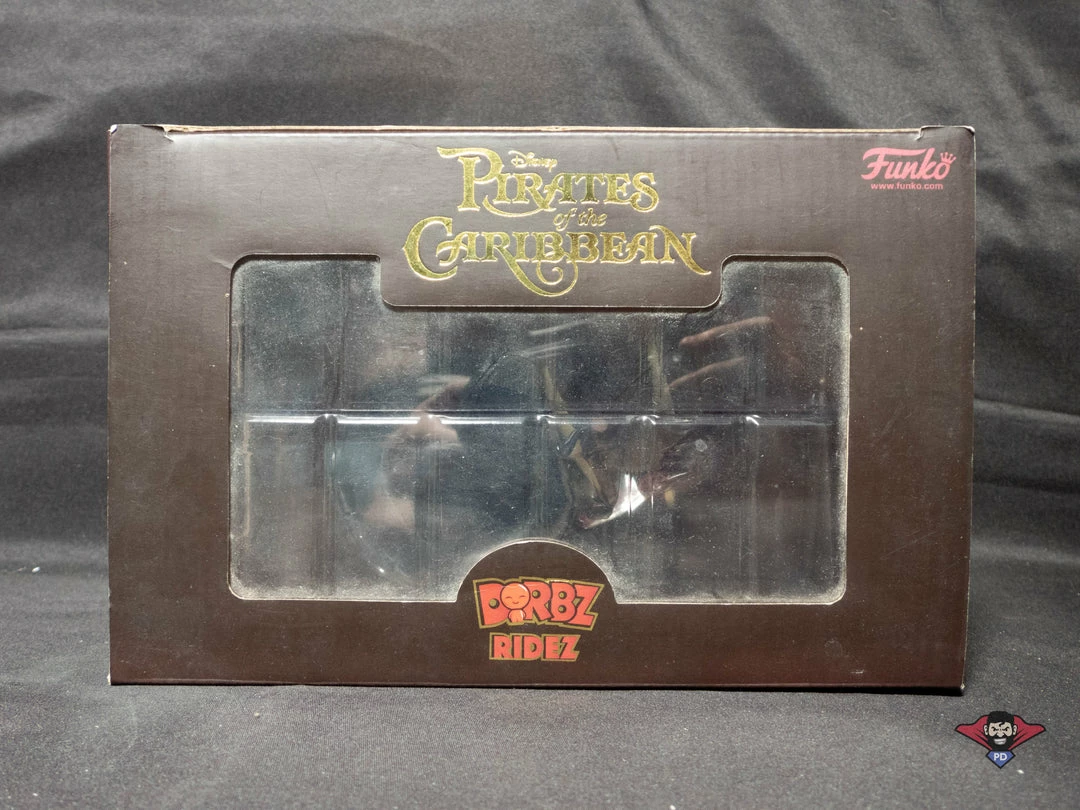 Disney
PIRATES
of the
CARIBBEAN
Funko
www.funko.com
DORBZ
RIDEZ
PD